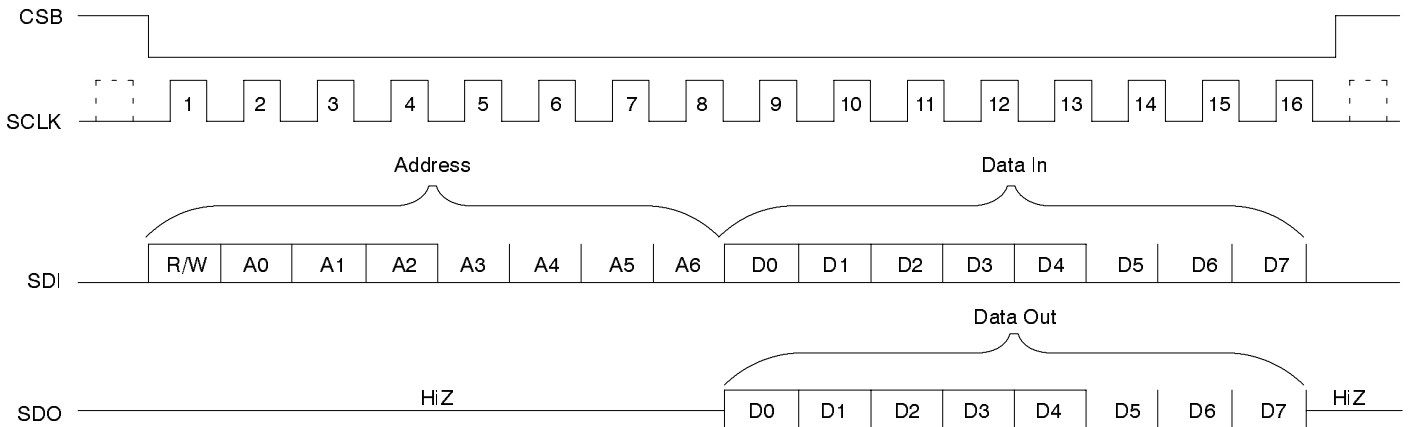 CSB
SCLK 1 2 3 4 5 6 7 8 9 10 11 12 13 14 15 16
Address Data In
SDI R/W A0 A1 A2 A3 A4 A5 A6 D0 D1 D2 D3 D4 D5 D6 D7
Data Out
SDO HiZ D0 D1 D2 D3 D4 D5 D6 D7 HiZ